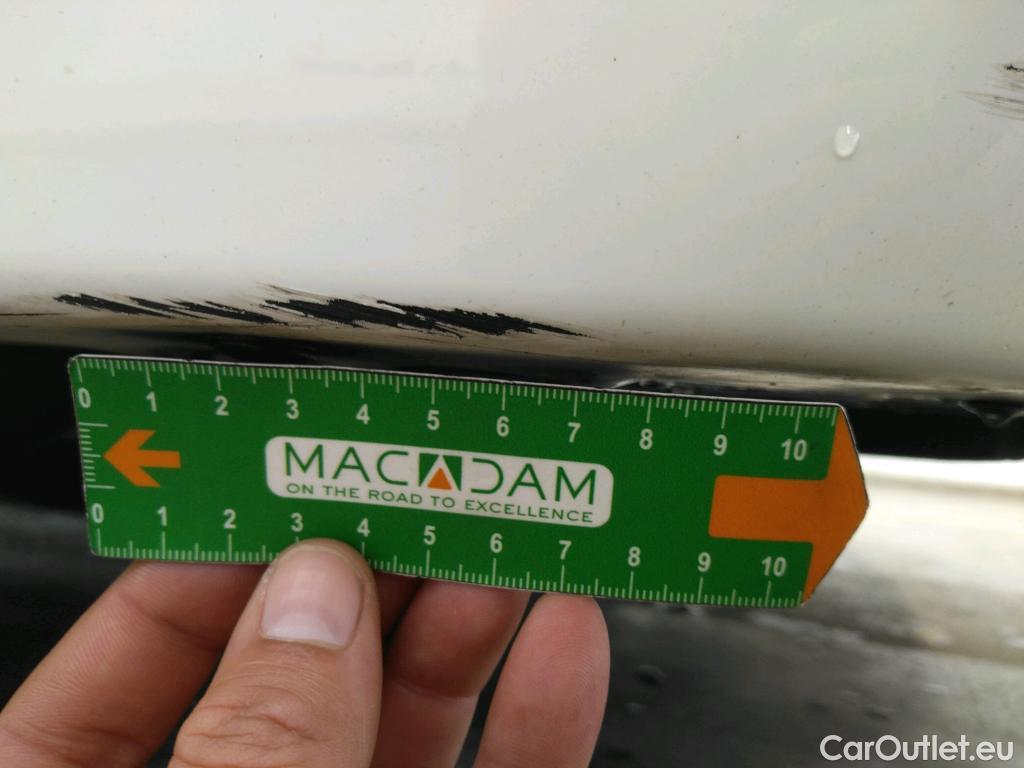 0 1 2 3 4 5 6 7 8 9 10
MACADAM
ON THE ROAD TO EXCELLENCE
0 1 2 3 4 5 6 7 8 9 10
CarOutlet.eu